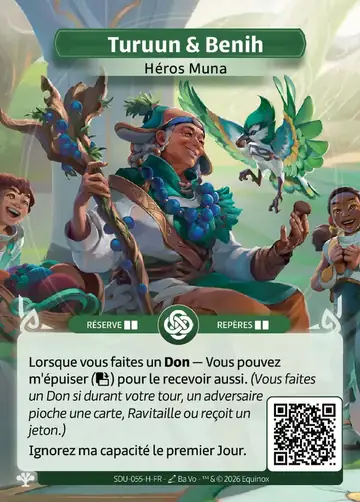 Turuun & Benih
Héros Muna
RÉSERVE
REPÈRES
Lorsque vous faites un Don — Vous pouvez
m'épuiser () pour le recevoir aussi. (Vous faites
un Don si durant votre tour, un adversaire
pioche une carte, Ravitaille ou reçoit un
jeton.)
Ignorez ma capacité le premier Jour.
SDU-055-H-FR - Ba Vo - ™ & © 2026 Equinox